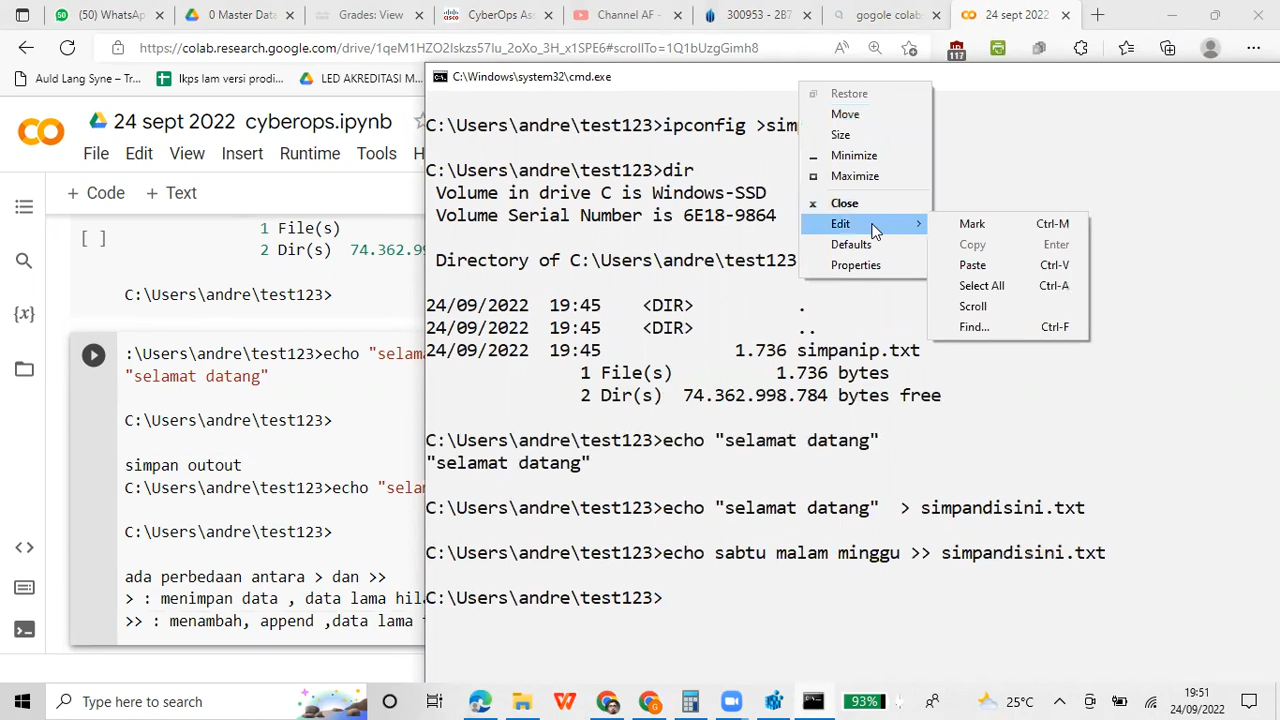 (50) WhatsAp
0 Master Data
Grades: View
CyberOps Ass
Channel AF -
300953 - 2B7
gogole colab
24 sept 2022
https://colab.research.google.com/drive/1qeM1HZO2Iskzs57Iu_2oXo_3H_x1SPE6#scrollTo=1Q1bUzgGmhm8
117
Auld Lang Syne – Tr...
Ikps lam versi prodi...
LED AKREDITASI M
C:\Windows\system32\cmd.exe
24 sept 2022 cyberops.ipynb
File Edit View Insert Runtime Tools
+ Code + Text
1 File(s)
[ ] 2 Dir(s) 74.362.99
C:\Users\andre\test123>
:\Users\andre\test123>echo "sela
"selamat datang"
C:\Users\andre\test123>
simpan outout
C:\Users\andre\test123>echo "sela
C:\Users\andre\test123>
ada perbedaan antara > dan >>
> : menimpan data , data lama hil
>> : menambah, append ,data lama
C:\Users\andre\test123>ipconfig >sim
C:\Users\andre\test123>dir
Volume in drive C is Windows-SSD
Volume Serial Number is 6E18-9864
Directory of C:\Users\andre\test123
24/09/2022 19:45 <DIR> .
24/09/2022 19:45 <DIR> ..
24/09/2022 19:45 1.736 simpanip.txt
1 File(s) 1.736 bytes
2 Dir(s) 74.362.998.784 bytes free
C:\Users\andre\test123>echo "selamat datang"
"selamat datang"
C:\Users\andre\test123>echo "selamat datang" > simpandisini.txt
C:\Users\andre\test123>echo sabtu malam minggu >> simpandisini.txt
C:\Users\andre\test123>
Restore
Move
Size
Minimize
Maximize
Close
Edit
Defaults
Properties
Mark Ctrl-M
Copy Enter
Paste Ctrl-V
Select All Ctrl-A
Scroll
Find... Ctrl-F
Type here to search
93%
25°C
19:51
24/09/2022